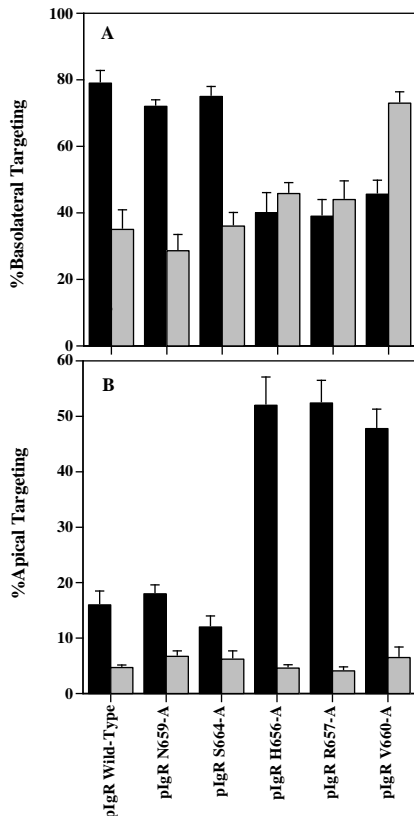 100
A
80
60
40
20
0
%Basolateral Targeting
60
B
50
40
30
20
10
0
%Apical Targeting
pIgR Wild-Type
pIgR N659-A
pIgR S664-A
pIgR H656-A
pIgR R657-A
pIgR V660-A